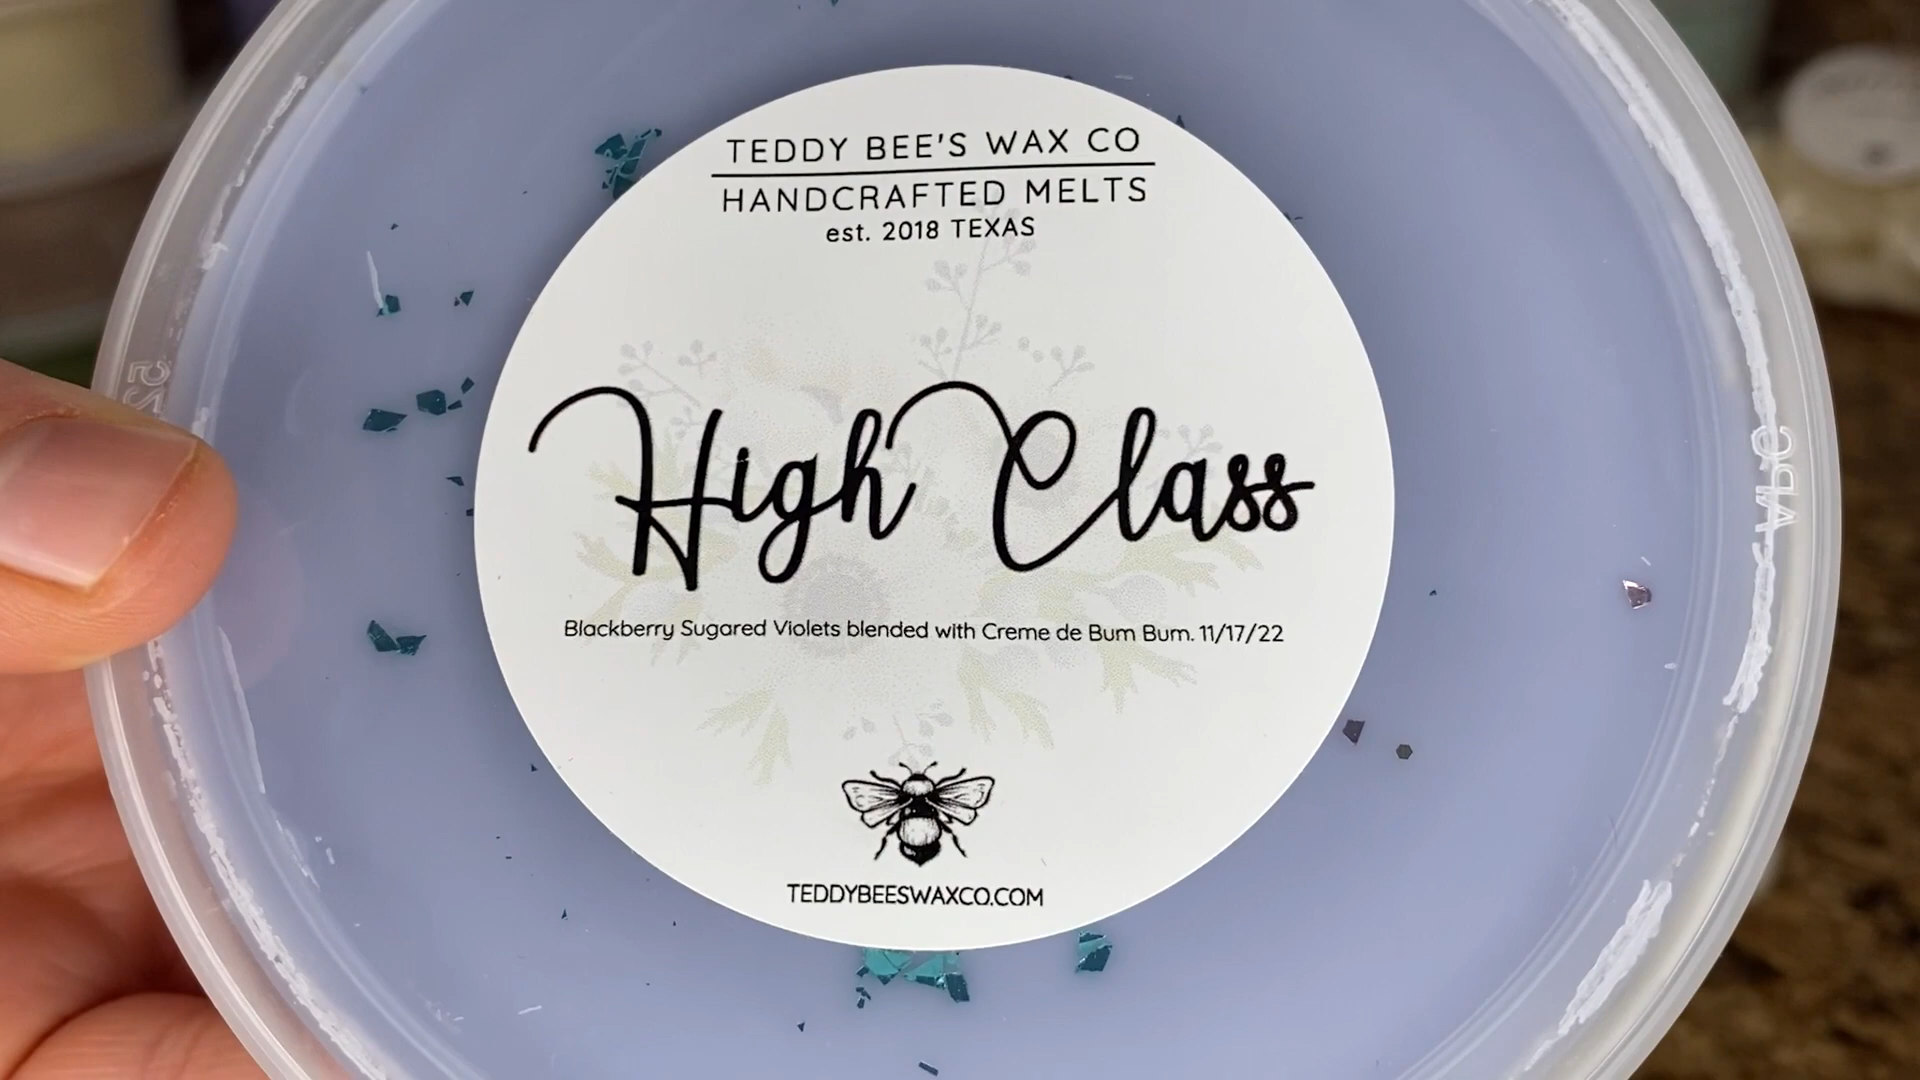 TEDDY BEE'S WAX CO
HANDCRAFTED MELTS
est. 2018 TEXAS
High Class
Blackberry Sugared Violets blended with Creme de Bum Bum. 11/17/22
TEDDYBEESWAXCO.COM